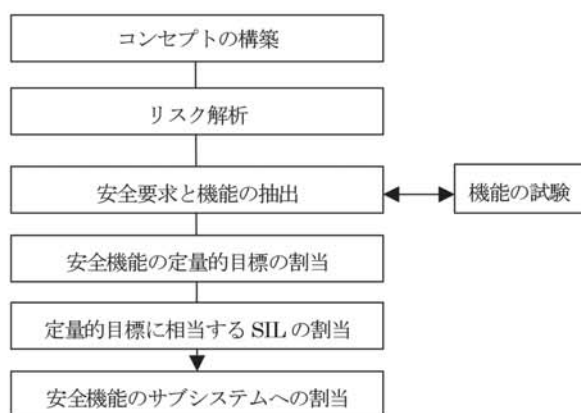 コンセプトの構築
リスク解析
安全要求と機能の抽出
機能の試験
安全機能の定量的目標の割当
定量的目標に相当する SIL の割当
安全機能のサブシステムへの割当